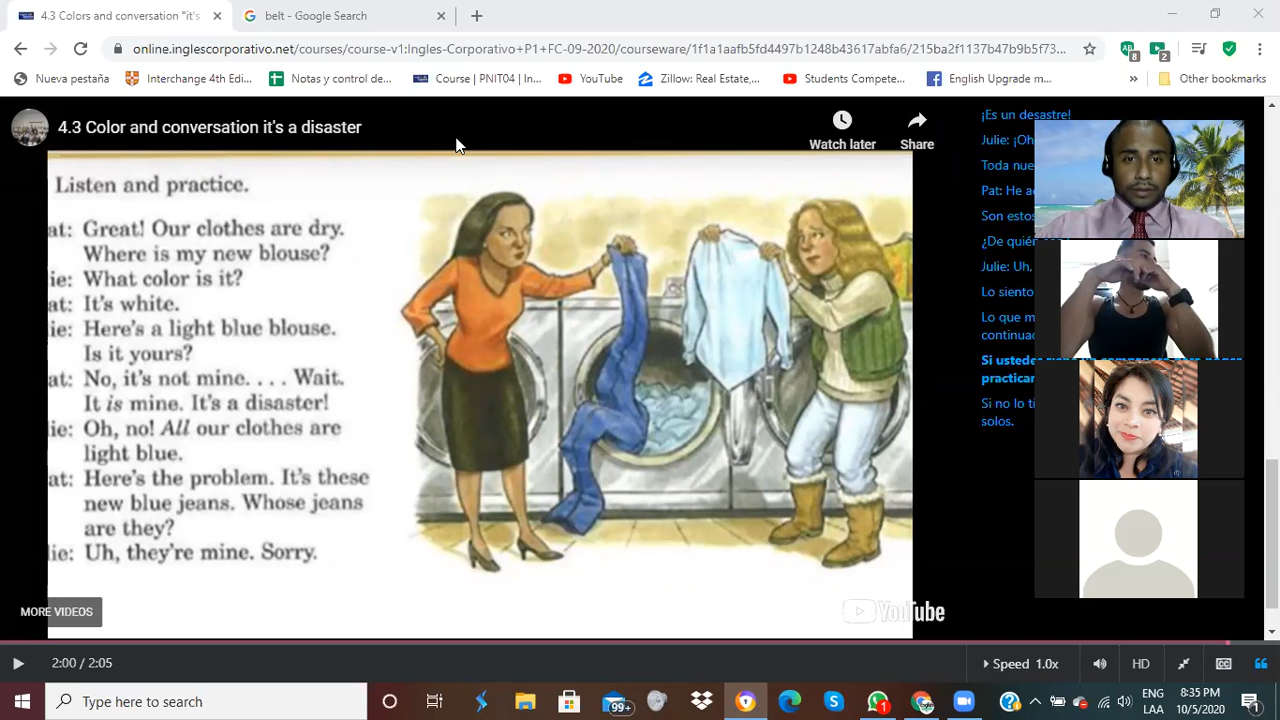 4.3 Colors and conversation "it's"
belt - Google Search
online.inglescorporativo.net/courses/course-v1:Ingles-Corporativo+P1+FC-09-2020/courseware/1f1a1aafb5fd4497b1248b43617abfa6/215ba2f1137b47b9b5f73...
8
2
Nueva pestaña
Interchange 4th Edi...
Notas y control de...
Course | PNIT04 | In...
YouTube
Zillow: Real Estate,...
Students Compete...
English Upgrade m...
»
Other bookmarks
4.3 Color and conversation it's a disaster
Watch later
Share
Listen and practice.
at: Great! Our clothes are dry.
Where is my new blouse?
ie: What color is it?
at: It's white.
ie: Here's a light blue blouse.
Is it yours?
at: No, it's not mine. . . . Wait.
It is mine. It's a disaster!
ie: Oh, no! All our clothes are
light blue.
at: Here's the problem. It's these
new blue jeans. Whose jeans
are they?
ie: Uh, they're mine. Sorry.
MORE VIDEOS
YouTube
¡Es un desastre!
Julie: ¡Oh
Toda nue
Pat: He a
Son estos
¿De quié
Julie: Uh,
Lo siento
Lo que m
continuac
practicar
Si no lo ti
solos.
2:00 / 2:05
Speed 1.0x
HD
Type here to search
99+
1
ENG
LAA
8:35 PM
10/5/2020
1